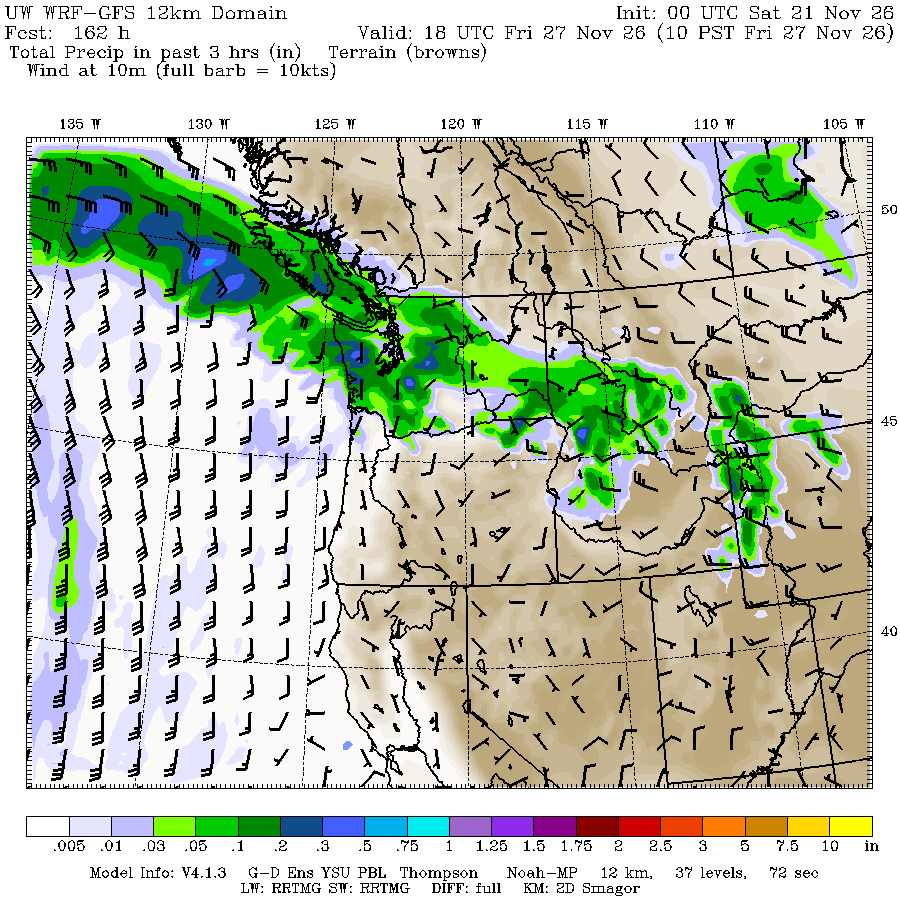 UW WRF-GFS 12km Domain Init: 00 UTC Sat 21 Nov 26
Fcst: 162 h Valid: 18 UTC Fri 27 Nov 26 (10 PST Fri 27 Nov 26)
Total Precip in past 3 hrs (in) Terrain (browns)
Wind at 10m (full barb = 10kts)
135 W 130 W 125 W 120 W 115 W 110 W 105 W
50
45
40
.005 .01 .03 .05 .1 .2 .3 .5 .75 1 1.25 1.5 1.75 2 2.5 3 5 7.5 10 in
Model Info: V4.1.3 G-D Ens YSU PBL Thompson Noah-MP 12 km, 37 levels, 72 sec
LW: RRTMG SW: RRTMG DIFF: full KM: 2D Smagor